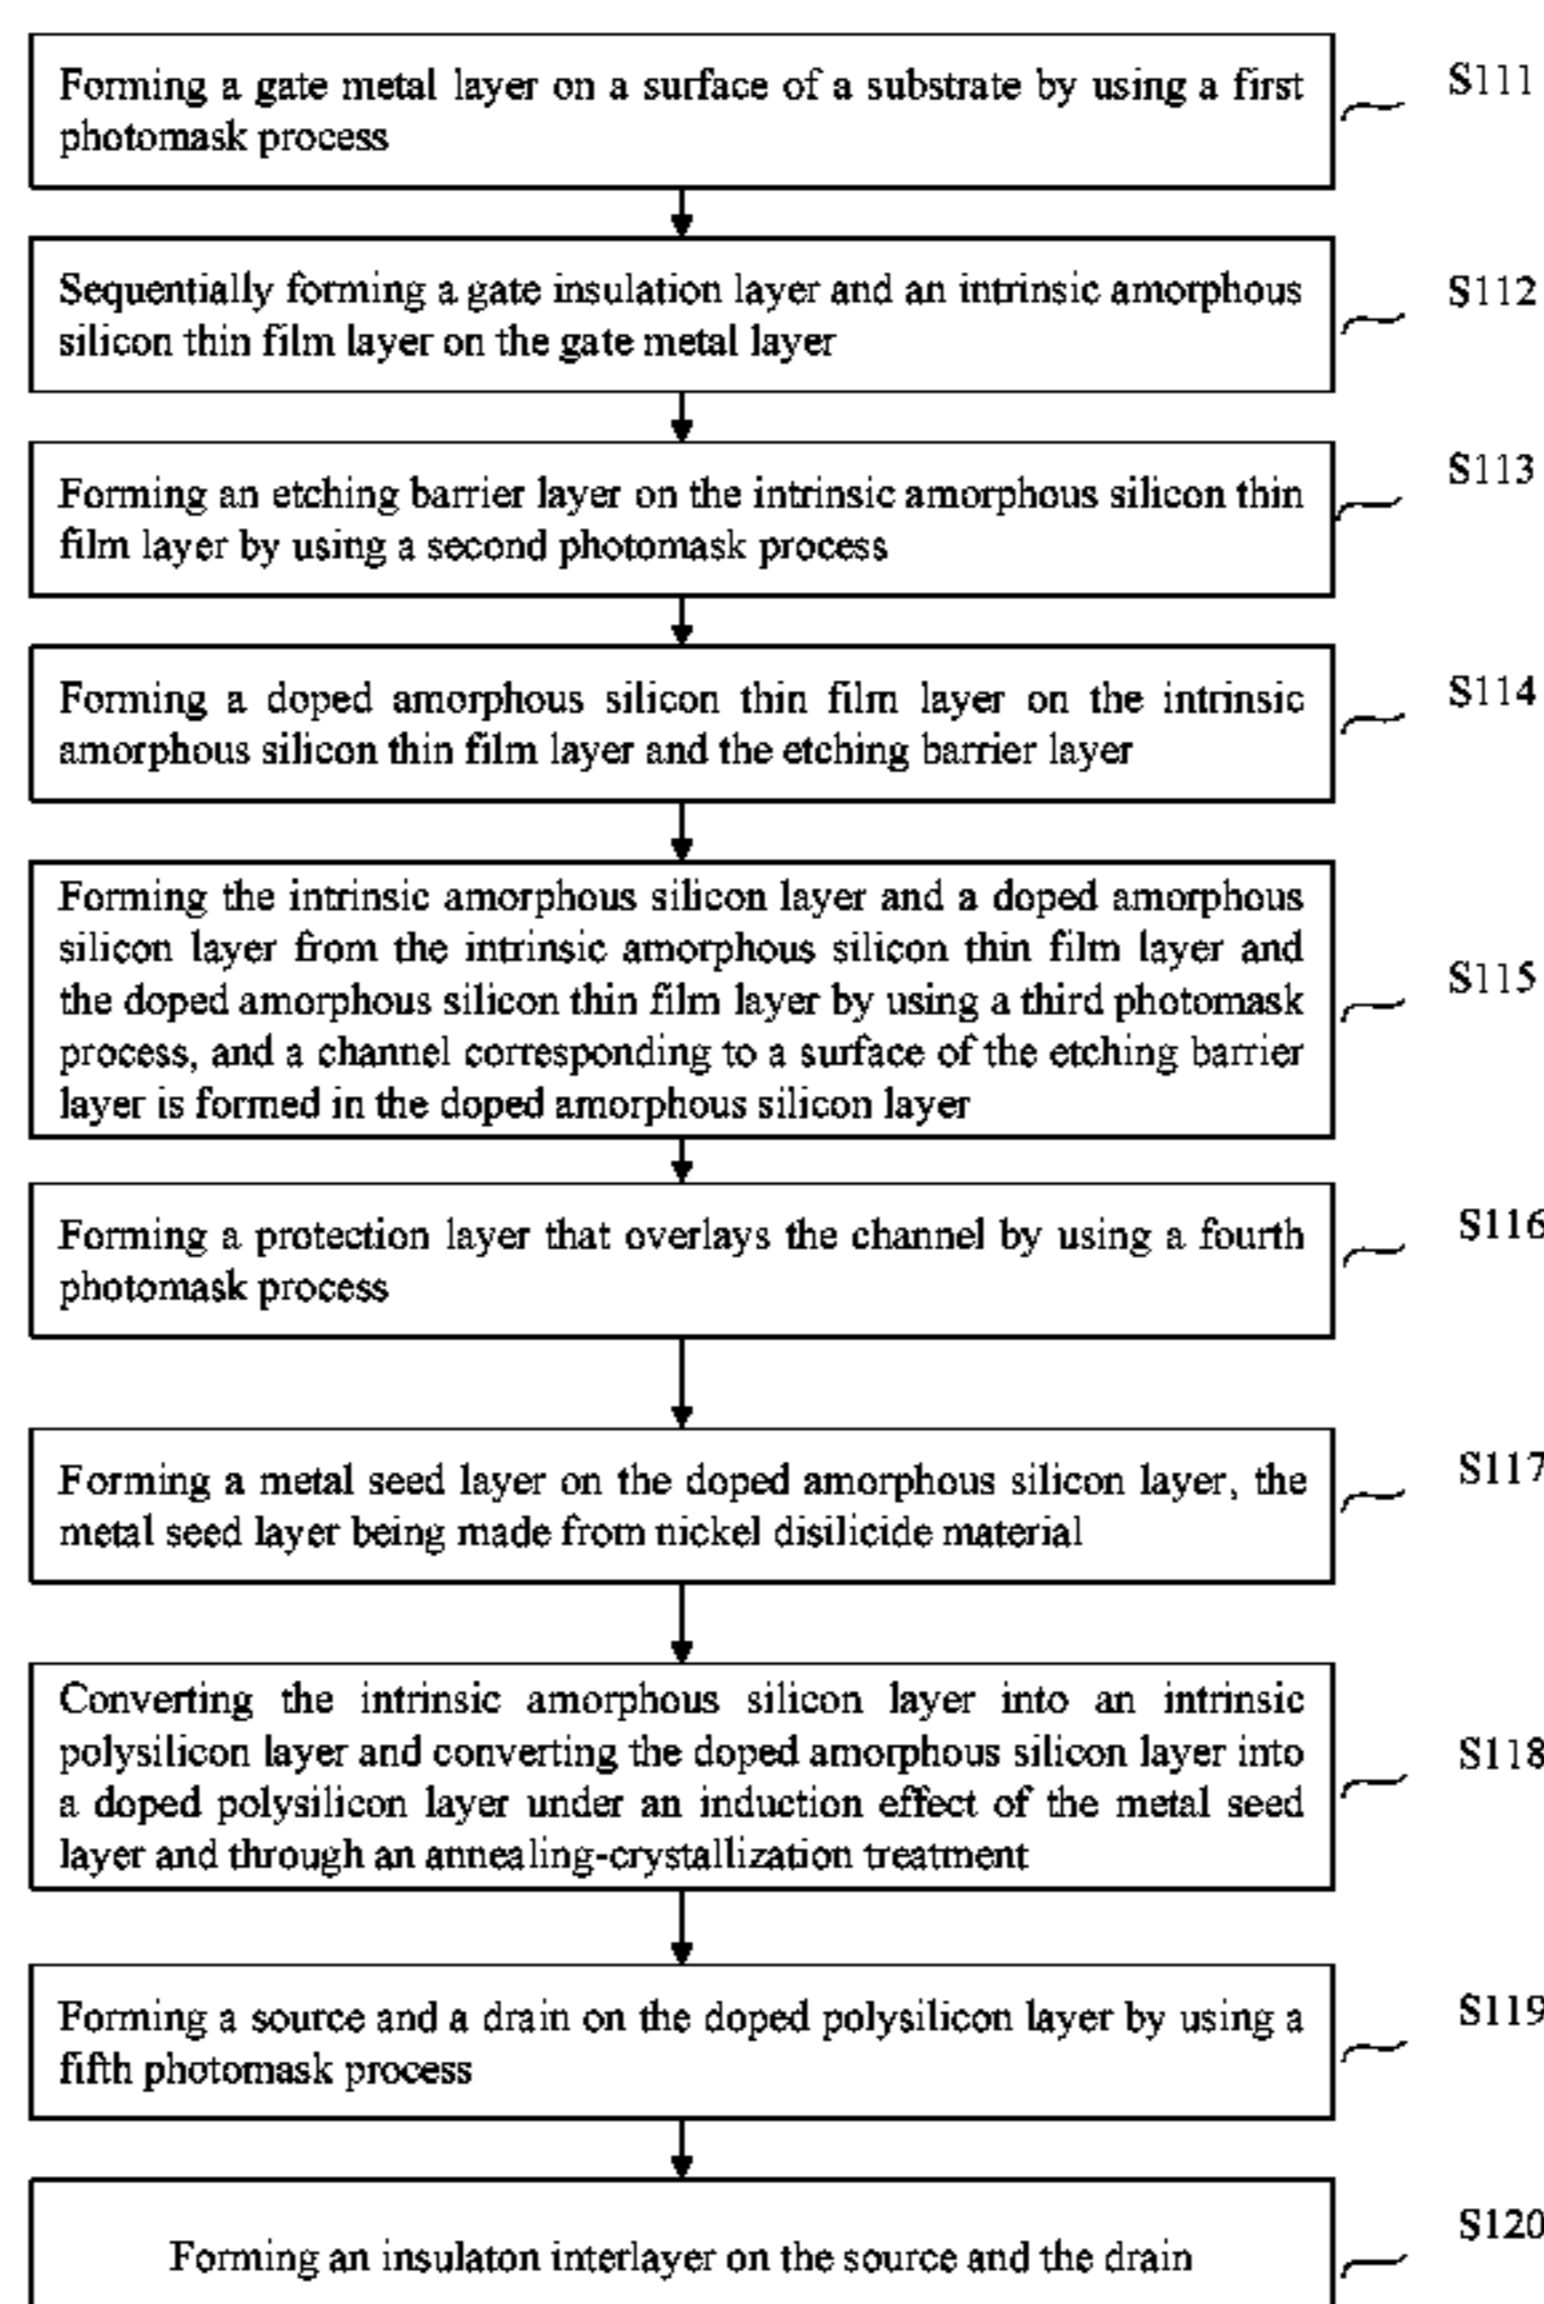 Forming a gate metal layer on a surface of a substrate by using a first
photomask process
S111
Sequentially forming a gate insulation layer and an intrinsic amorphous
silicon thin film layer on the gate metal layer
S112
Forming an etching barrier layer on the intrinsic amorphous silicon thin
film layer by using a second photomask process
S113
Forming a doped amorphous silicon thin film layer on the intrinsic
amorphous silicon thin film layer and the etching barrier layer
S114
Forming the intrinsic amorphous silicon layer and a doped amorphous
silicon layer from the intrinsic amorphous silicon thin film layer and
the doped amorphous silicon thin film layer by using a third photomask
process, and a channel corresponding to a surface of the etching barrier
layer is formed in the doped amorphous silicon layer
S115
Forming a protection layer that overlays the channel by using a fourth
photomask process
S116
Forming a metal seed layer on the doped amorphous silicon layer, the
metal seed layer being made from nickel disilicide material
S117
Converting the intrinsic amorphous silicon layer into an intrinsic
polysilicon layer and converting the doped amorphous silicon layer into
a doped polysilicon layer under an induction effect of the metal seed
layer and through an annealing-crystallization treatment
S118
Forming a source and a drain on the doped polysilicon layer by using a
fifth photomask process
S119
Forming an insulaton interlayer on the source and the drain
S120